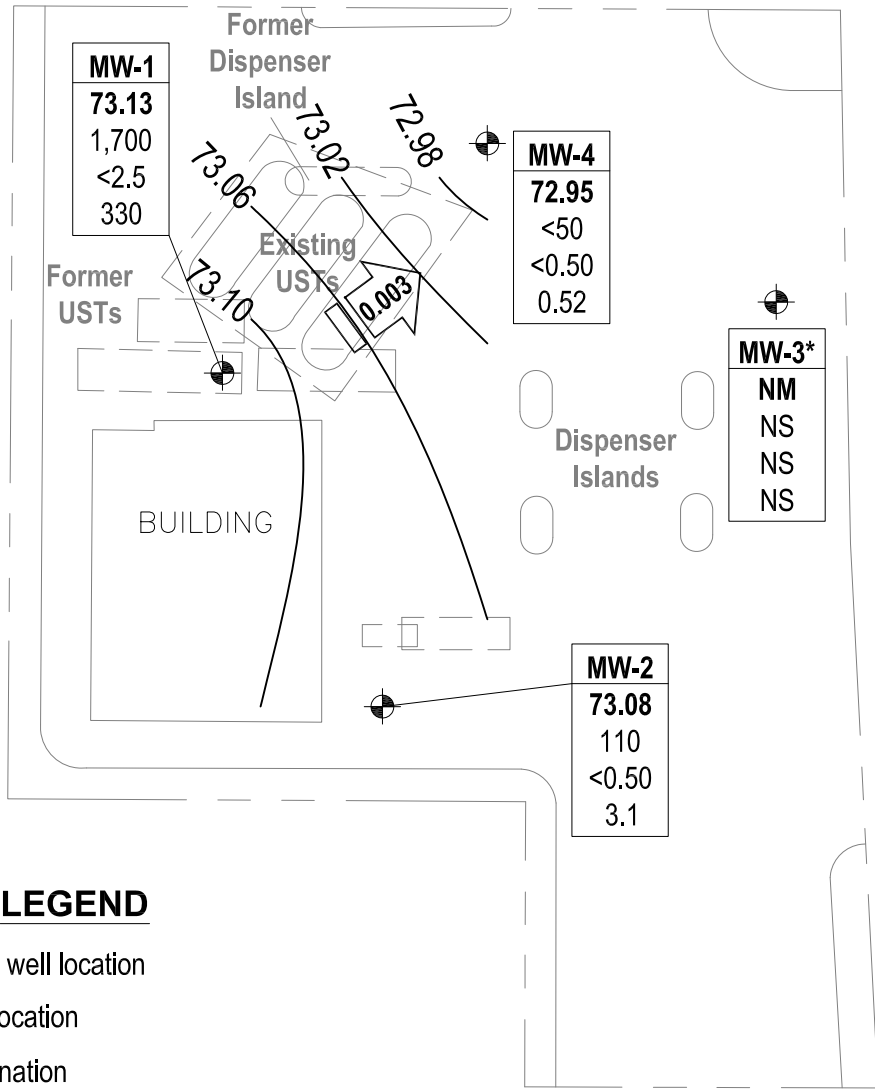 Former
Dispenser
Island
MW-1
73.13
1,700
<2.5
330
73.02
72.98
73.06
MW-4
72.95
<50
<0.50
0.52
Existing
USTs
Former
USTs
73.10
0.003
MW-3*
NM
NS
NS
NS
Dispenser
Islands
BUILDING
MW-2
73.08
110
<0.50
3.1
LEGEND
well location
ocation
nation